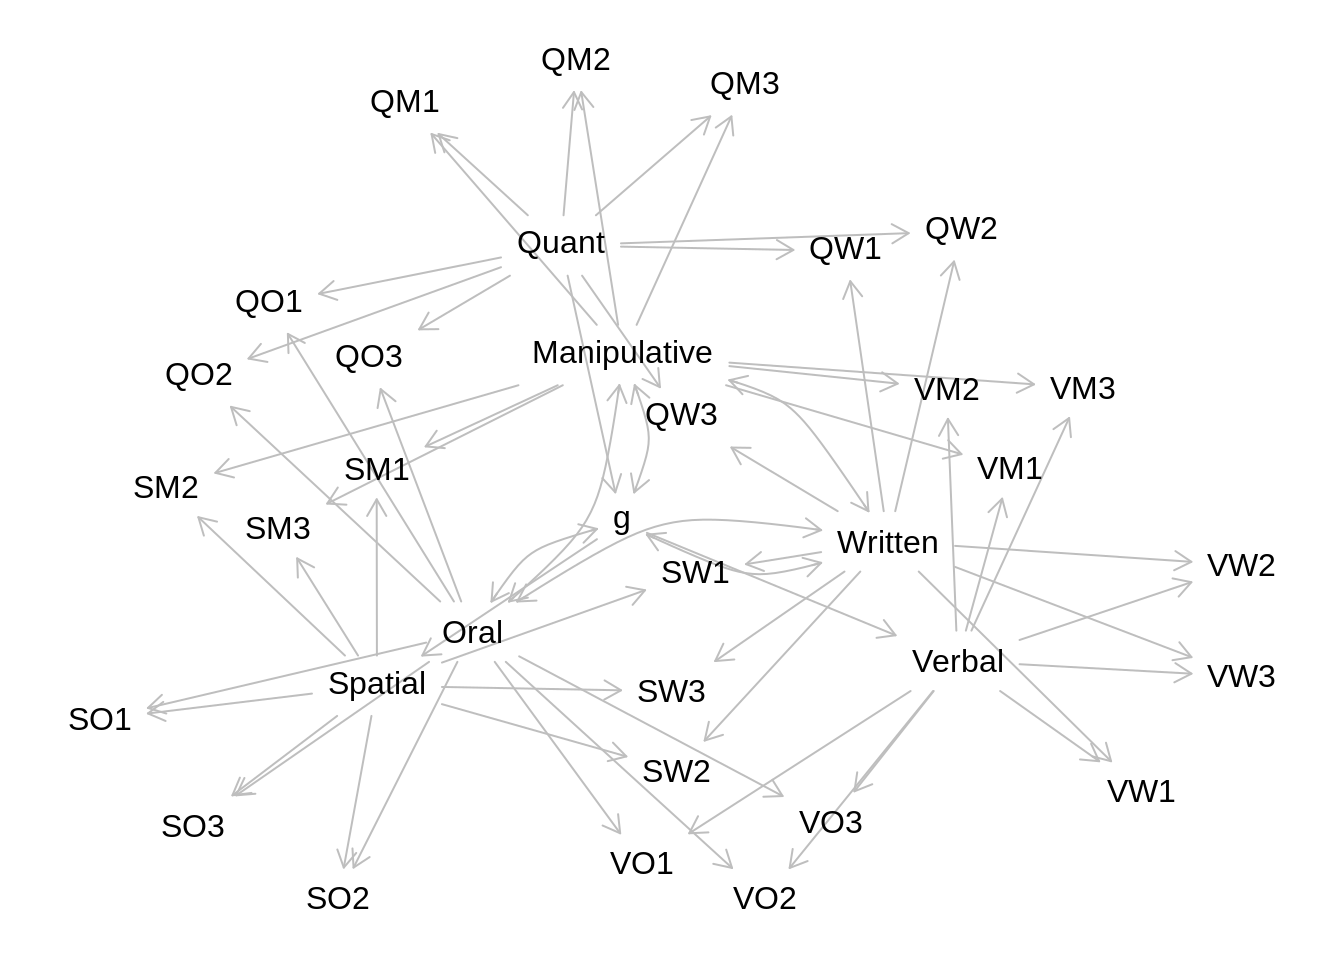 QM2
QM3
QM1
QW2
Quant
QW1
QO1
Manipulative
QO3
QO2
VM2
VM3
QW3
SM1
VM1
SM2
SM3
g
Written
SW1
VW2
Oral
Verbal
VW3
Spatial
SW3
SO1
SW2
VW1
VO3
SO3
VO1
SO2
VO2